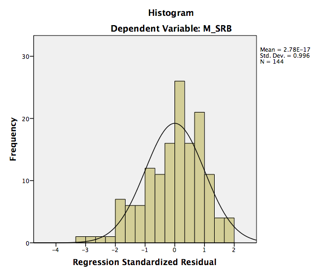 Histogram
Dependent Variable: M_SRB
Mean = 2.78E-17
Std. Dev. = 0.996
N = 144
30
20
10
0
Frequency
-4 -3 -2 -1 0 1 2
Regression Standardized Residual